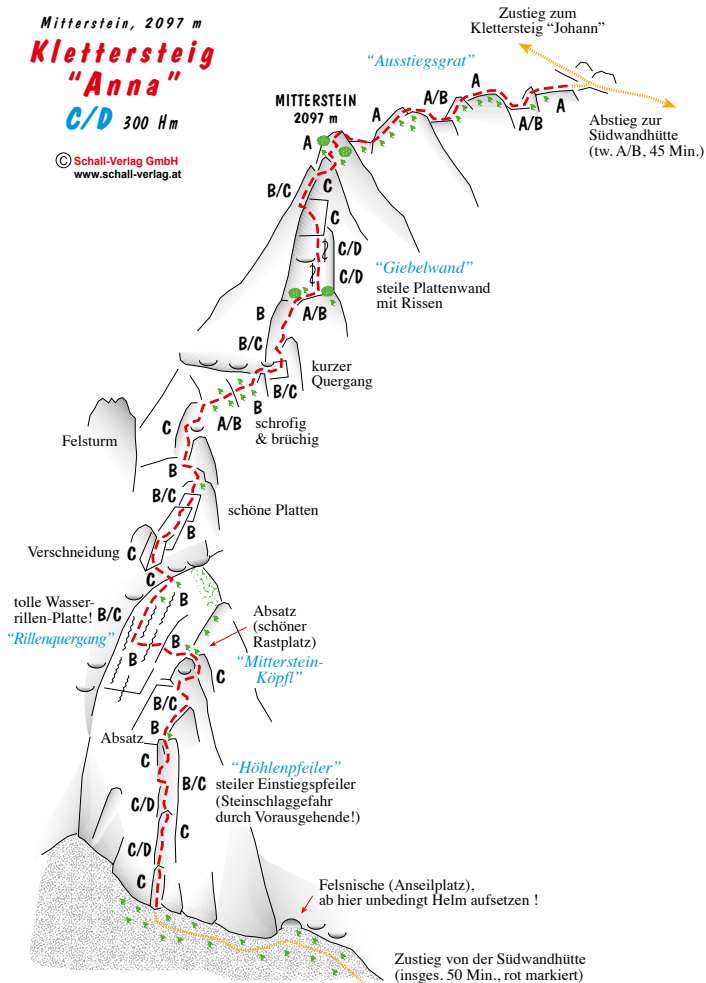 Mitterstein, 2097 m
Klettersteig
"Anna"
C/D 300 Hm
© Schall-Verlag GmbH
www.schall-verlag.at
Zustieg zum
Klettersteig "Johann"
"Ausstiegsgrat"
A
A/B
A
A/B
A
Abstieg zur
Südwandhütte
(tw. A/B, 45 Min.)
MITTERSTEIN
2097 m
A
B/C
C
C
C/D
C/D
"Giebelwand"
steile Plattenwand
mit Rissen
B
A/B
B/C
kurzer
Quergang
B/C
B
A/B
schrofig
& brüchig
C
Felsturm
B
B/C
schöne Platten
B
Verschneidung
C
C
B
tolle Wasser-
rillen-Platte!
B/C
"Rillenquergang"
B
B
Absatz
(schöner
Rastplatz)
"Mitterstein-
Köpfl"
C
B/C
B
Absatz
C
"Höhlenpfeiler"
steiler Einstiegspfeiler
(Steinschlaggefahr
durch Vorausgehende!)
B/C
C/D
C
C/D
C
Felsnische (Anseilplatz),
ab hier unbedingt Helm aufsetzen !
Zustieg von der Südwandhütte
(insges. 50 Min., rot markiert)